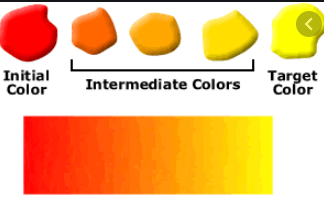 Initial
Color
Intermediate Colors
Target
Color